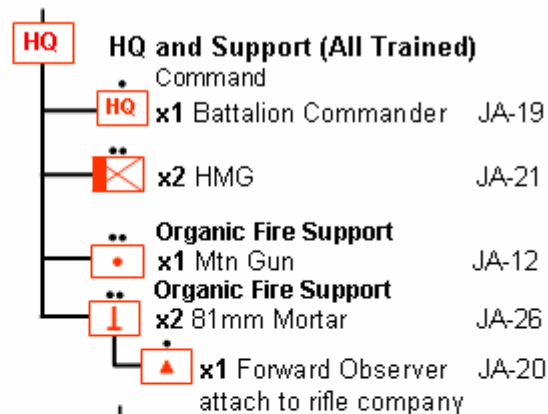 HQ
HQ and Support (All Trained)
Command
HQ
x1 Battalion Commander JA-19
x2 HMG JA-21
Organic Fire Support
x1 Mtn Gun JA-12
Organic Fire Support
x2 81mm Mortar JA-26
x1 Forward Observer JA-20
attach to rifle company